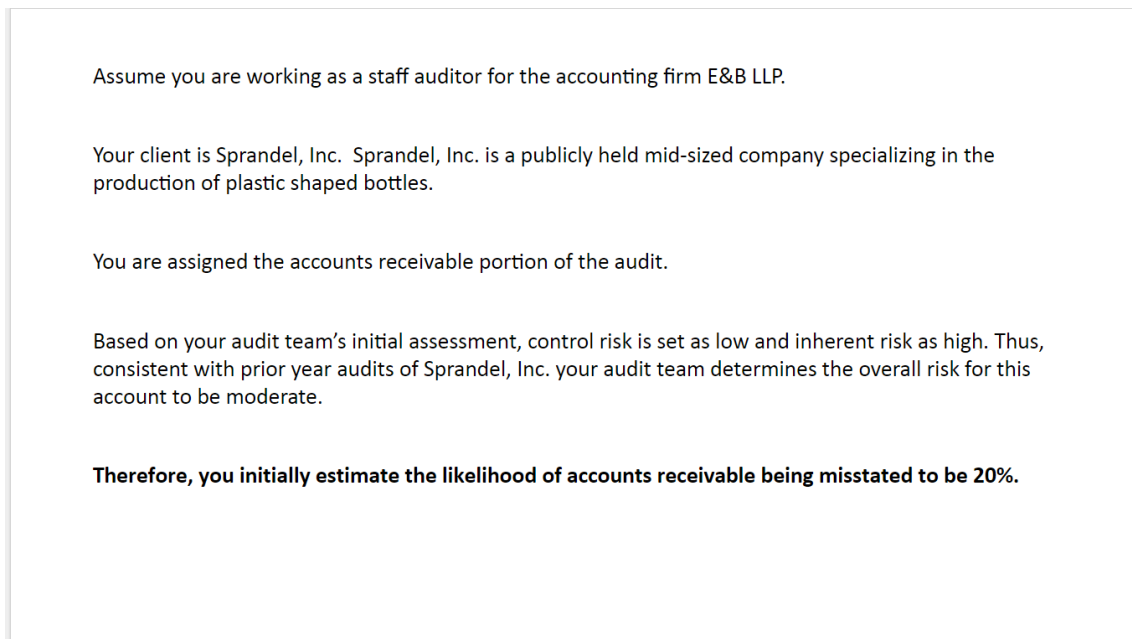 Assume you are working as a staff auditor for the accounting firm E&B LLP.
Your client is Sprandel, Inc.  Sprandel, Inc. is a publicly held mid-sized company specializing in the
production of plastic shaped bottles.
You are assigned the accounts receivable portion of the audit.
Based on your audit team’s initial assessment, control risk is set as low and inherent risk as high. Thus,
consistent with prior year audits of Sprandel, Inc. your audit team determines the overall risk for this
account to be moderate.
Therefore, you initially estimate the likelihood of accounts receivable being misstated to be 20%.